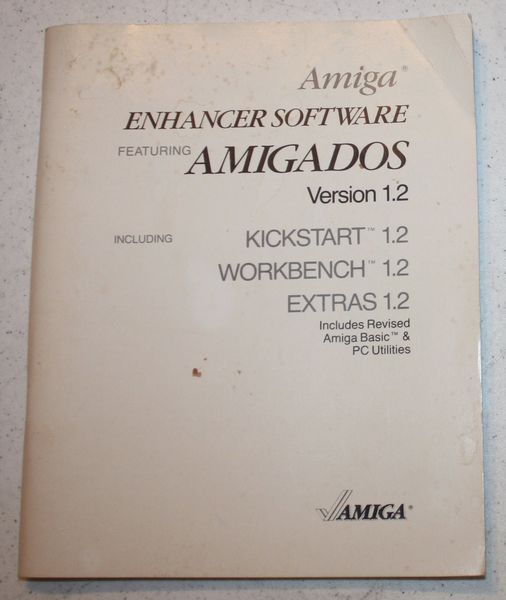 Amiga®
ENHANCER SOFTWARE
FEATURING AMIGADOS
Version 1.2
INCLUDING KICKSTART™ 1.2
WORKBENCH™ 1.2
EXTRAS 1.2
Includes Revised
Amiga Basic™ &
PC Utilities
AMIGA®